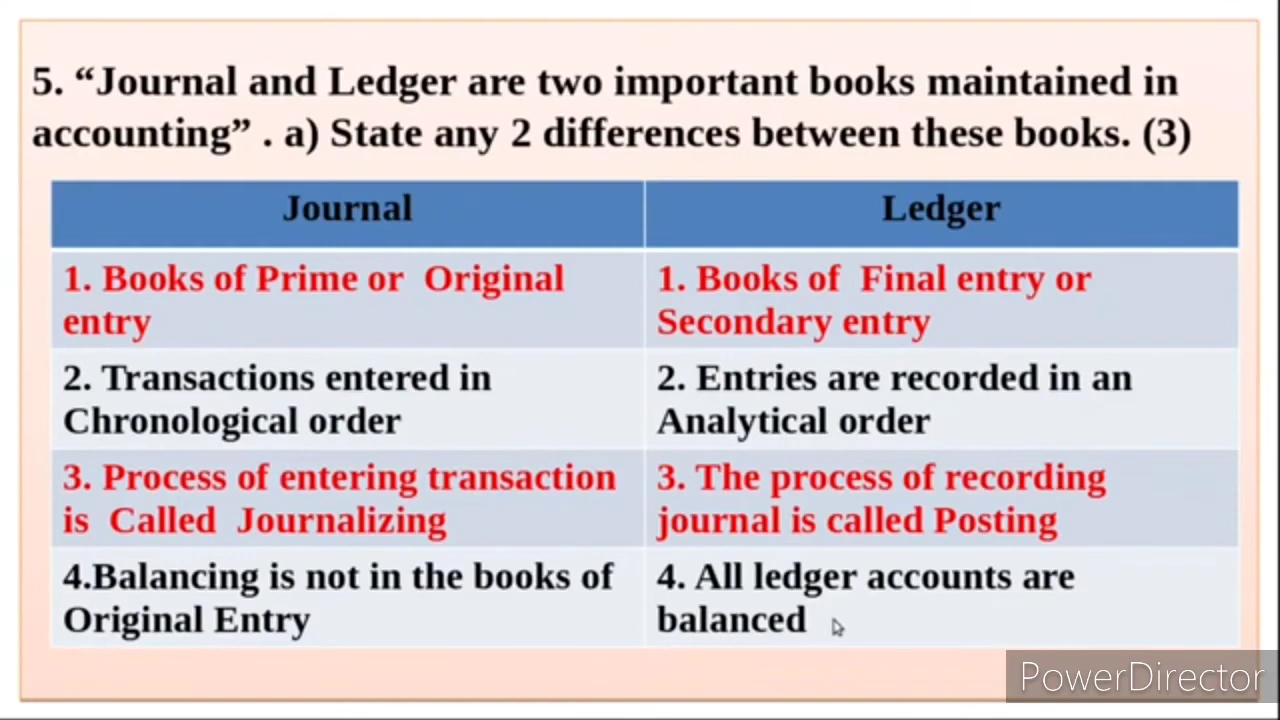 5. “Journal and Ledger are two important books maintained in
accounting” . a) State any 2 differences between these books. (3)
Journal
Ledger
1. Books of Prime or Original
entry
1. Books of Final entry or
Secondary entry
2. Transactions entered in
Chronological order
2. Entries are recorded in an
Analytical order
3. Process of entering transaction
is Called Journalizing
3. The process of recording
journal is called Posting
4.Balancing is not in the books of
Original Entry
4. All ledger accounts are
balanced
PowerDirector